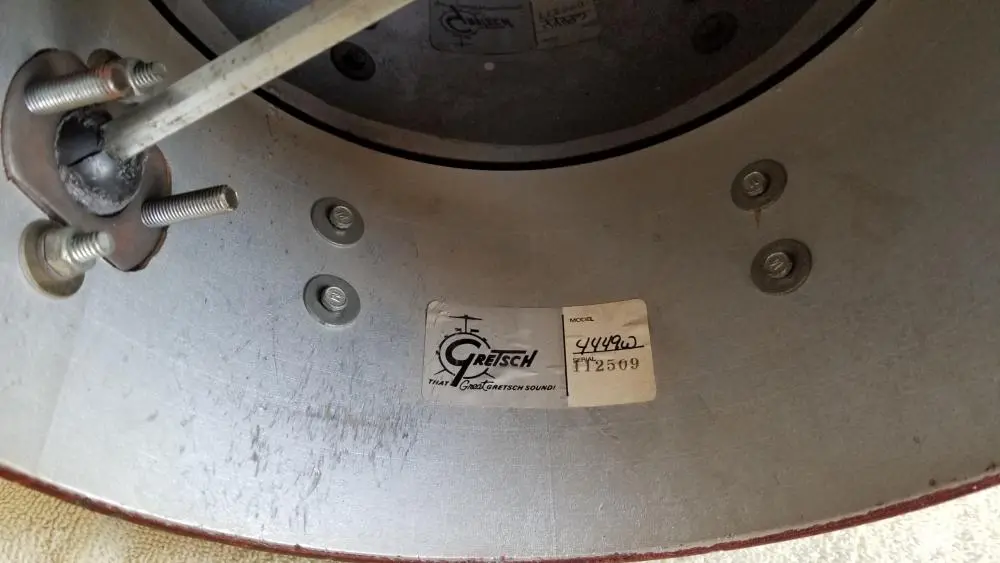 GRETSCH
THAT Great GRETSCH SOUND!
MODEL
4449W
SERIAL
112509